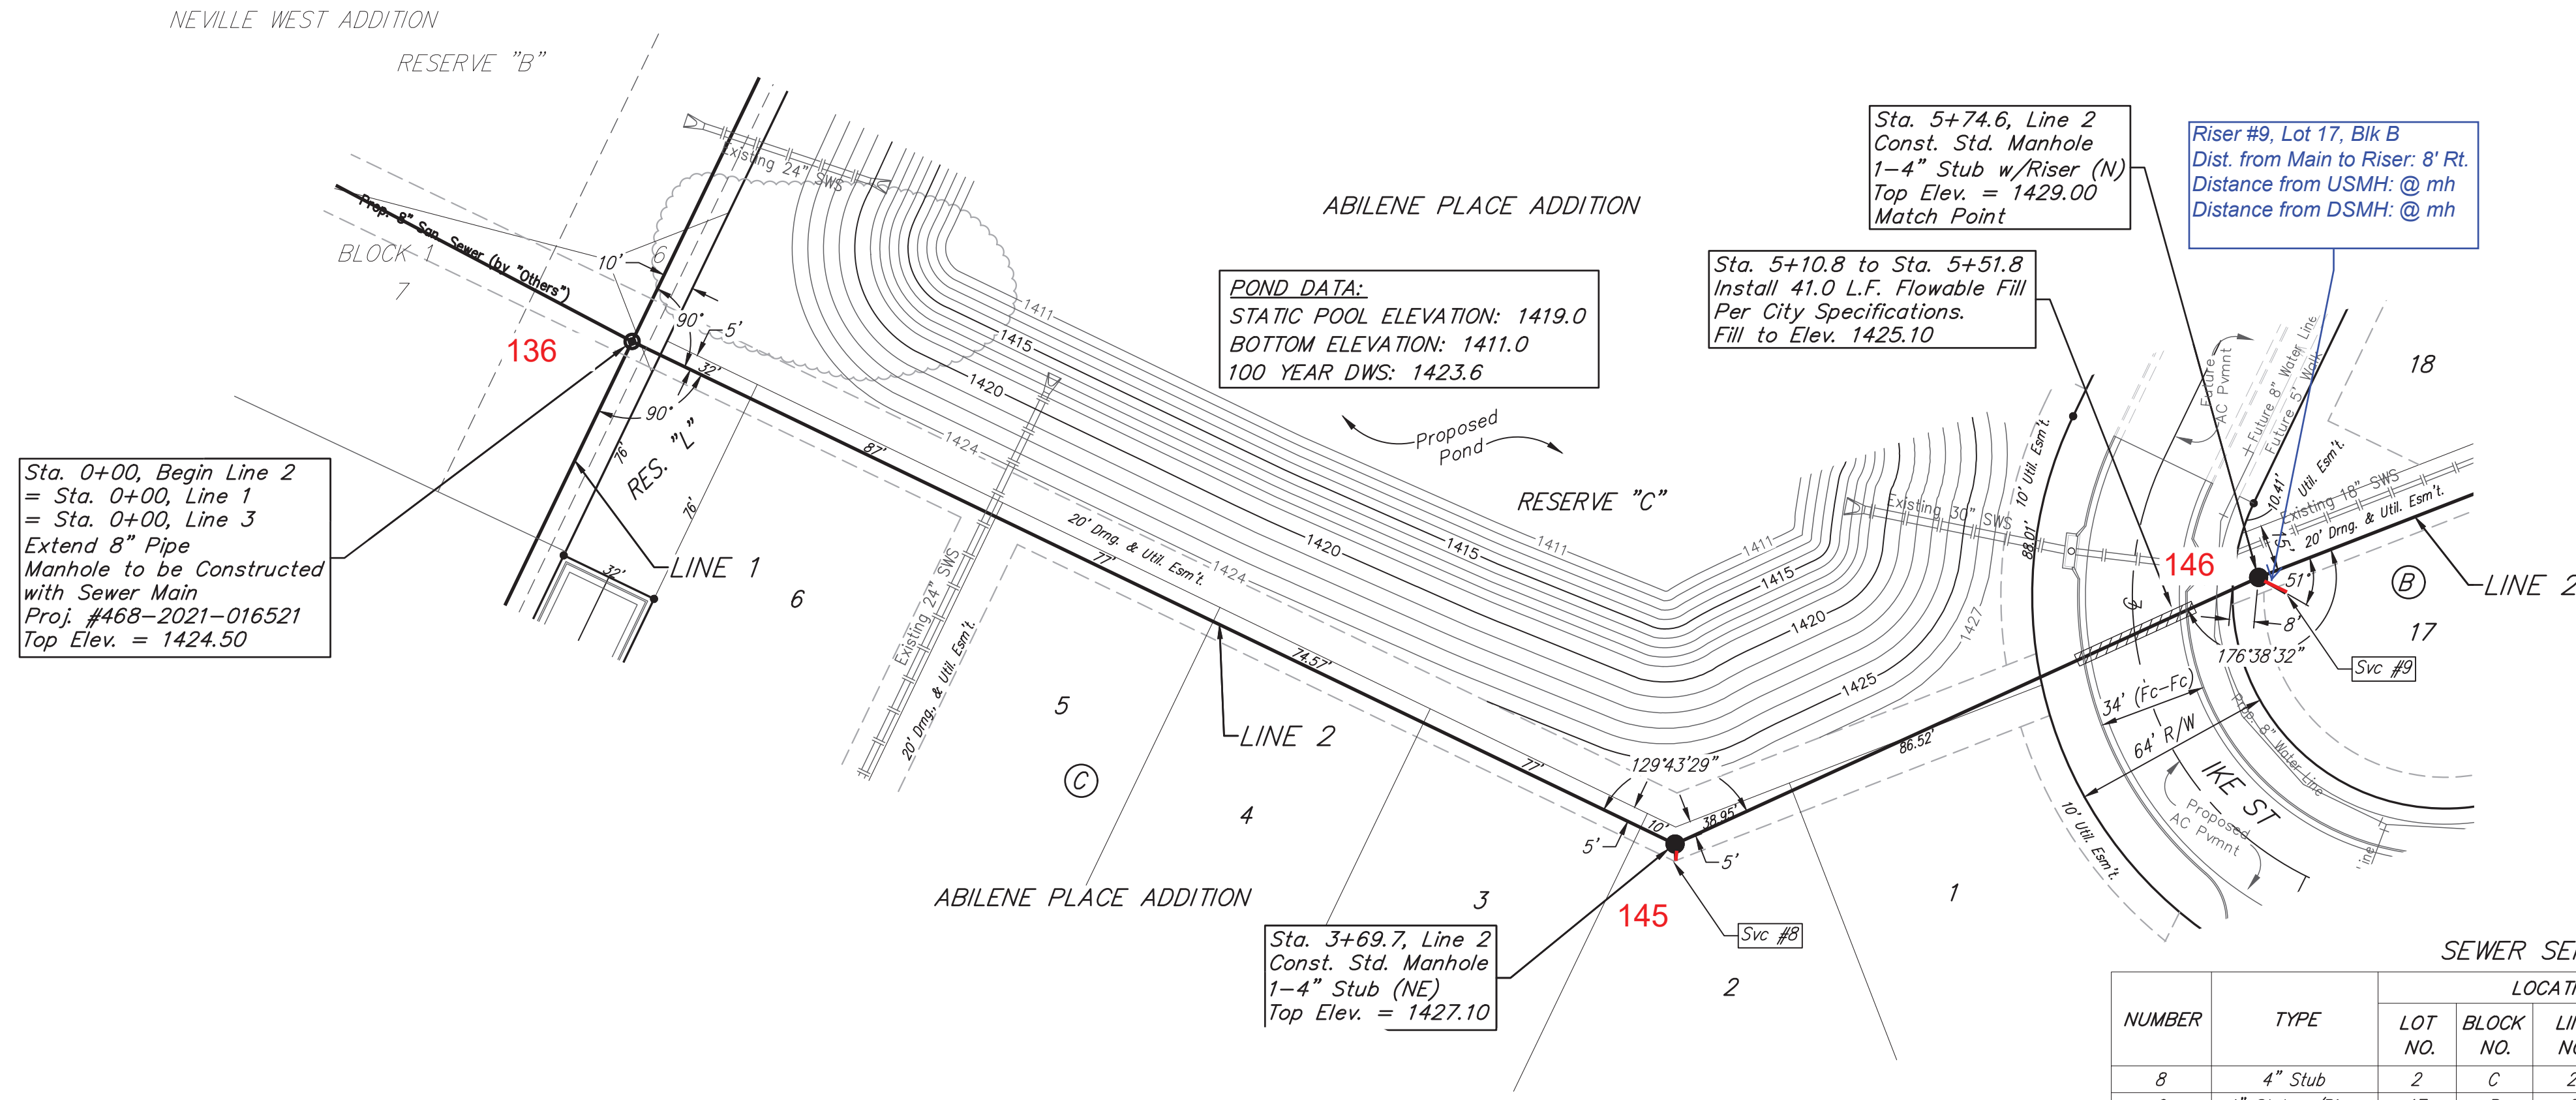 NEVILLE WEST ADDITION
RESERVE "B"
BLOCK 1
7
6
Prop. 8" San. Sewer (by "Others")
136
10'
90°
5'
32'
90°
Existing 24" SWS
Sta. 0+00, Begin Line 2
= Sta. 0+00, Line 1
= Sta. 0+00, Line 3
Extend 8" Pipe
Manhole to be Constructed
with Sewer Main
Proj. #468-2021-016521
Top Elev. = 1424.50
76'
RES. "L"
76'
32'
LINE 1
6
87'
1424
1411
1415
1420
Existing 24" SWS
20' Drng., & Util. Esm't.
20' Drng. & Util. Esm't.
77'
1424
1420
1415
1411
ABILENE PLACE ADDITION
POND DATA:
STATIC POOL ELEVATION: 1419.0
BOTTOM ELEVATION: 1411.0
100 YEAR DWS: 1423.6
Proposed
Pond
RESERVE "C"
5
C
4
LINE 2
74.57'
77'
ABILENE PLACE ADDITION
3
Sta. 3+69.7, Line 2
Const. Std. Manhole
1-4" Stub (NE)
Top Elev. = 1427.10
145
Svc #8
2
1
129°43'29"
10'
38.95'
5'
5'
86.52'
1411
1415
1420
1425
1427
Existing 30" SWS
Sta. 5+74.6, Line 2
Const. Std. Manhole
1-4" Stub w/Riser (N)
Top Elev. = 1429.00
Match Point
Sta. 5+10.8 to Sta. 5+51.8
Install 41.0 L.F. Flowable Fill
Per City Specifications.
Fill to Elev. 1425.10
Riser #9, Lot 17, Blk B
Dist. from Main to Riser: 8' Rt.
Distance from USMH: @ mh
Distance from DSMH: @ mh
10' Util. Esm't.
88.01'
Future
AC Pvmnt
Future 8" Water Line
Future 5' Walk
18
10.41'
Util. Esm't.
15'
Existing 18" SWS
20' Drng. & Util. Esm't.
146
51°
B
LINE 2
17
8'
176°38'32"
Svc #9
34' (Fc-Fc)
64' R/W
Prop. 8" Water Line
IKE ST
Proposed
AC Pvmnt
10' Util. Esm't.
SEWER
NUMBER
TYPE
LOT
NO.
BLOCK
NO.
8
4" Stub
2
C
2